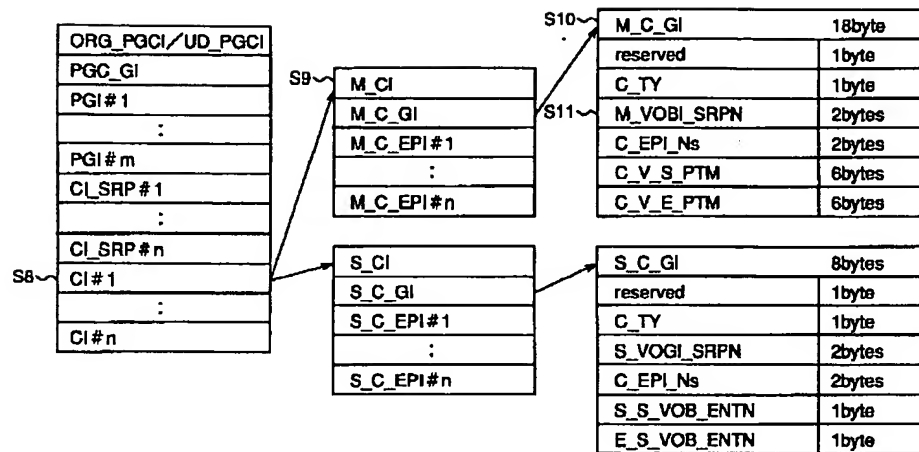 ORG_PGCI/UD_PGCI
PGC_GI
PGI#1
:
PGI#m
CI_SRP#1
:
CI_SRP#n
S8 CI#1
:
CI#n
S9 M_CI
M_C_GI
M_C_EPI#1
:
M_C_EPI#n
S_CI
S_C_GI
S_C_EPI#1
:
S_C_EPI#n
S10 M_C_GI 18byte
reserved 1byte
C_TY 1byte
S11 M_VOBI_SRPN 2bytes
C_EPI_Ns 2bytes
C_V_S_PTM 6bytes
C_V_E_PTM 6bytes
S_C_GI 8bytes
reserved 1byte
C_TY 1byte
S_VOGI_SRPN 2bytes
C_EPI_Ns 2bytes
S_S_VOB_ENTN 1byte
E_S_VOB_ENTN 1byte